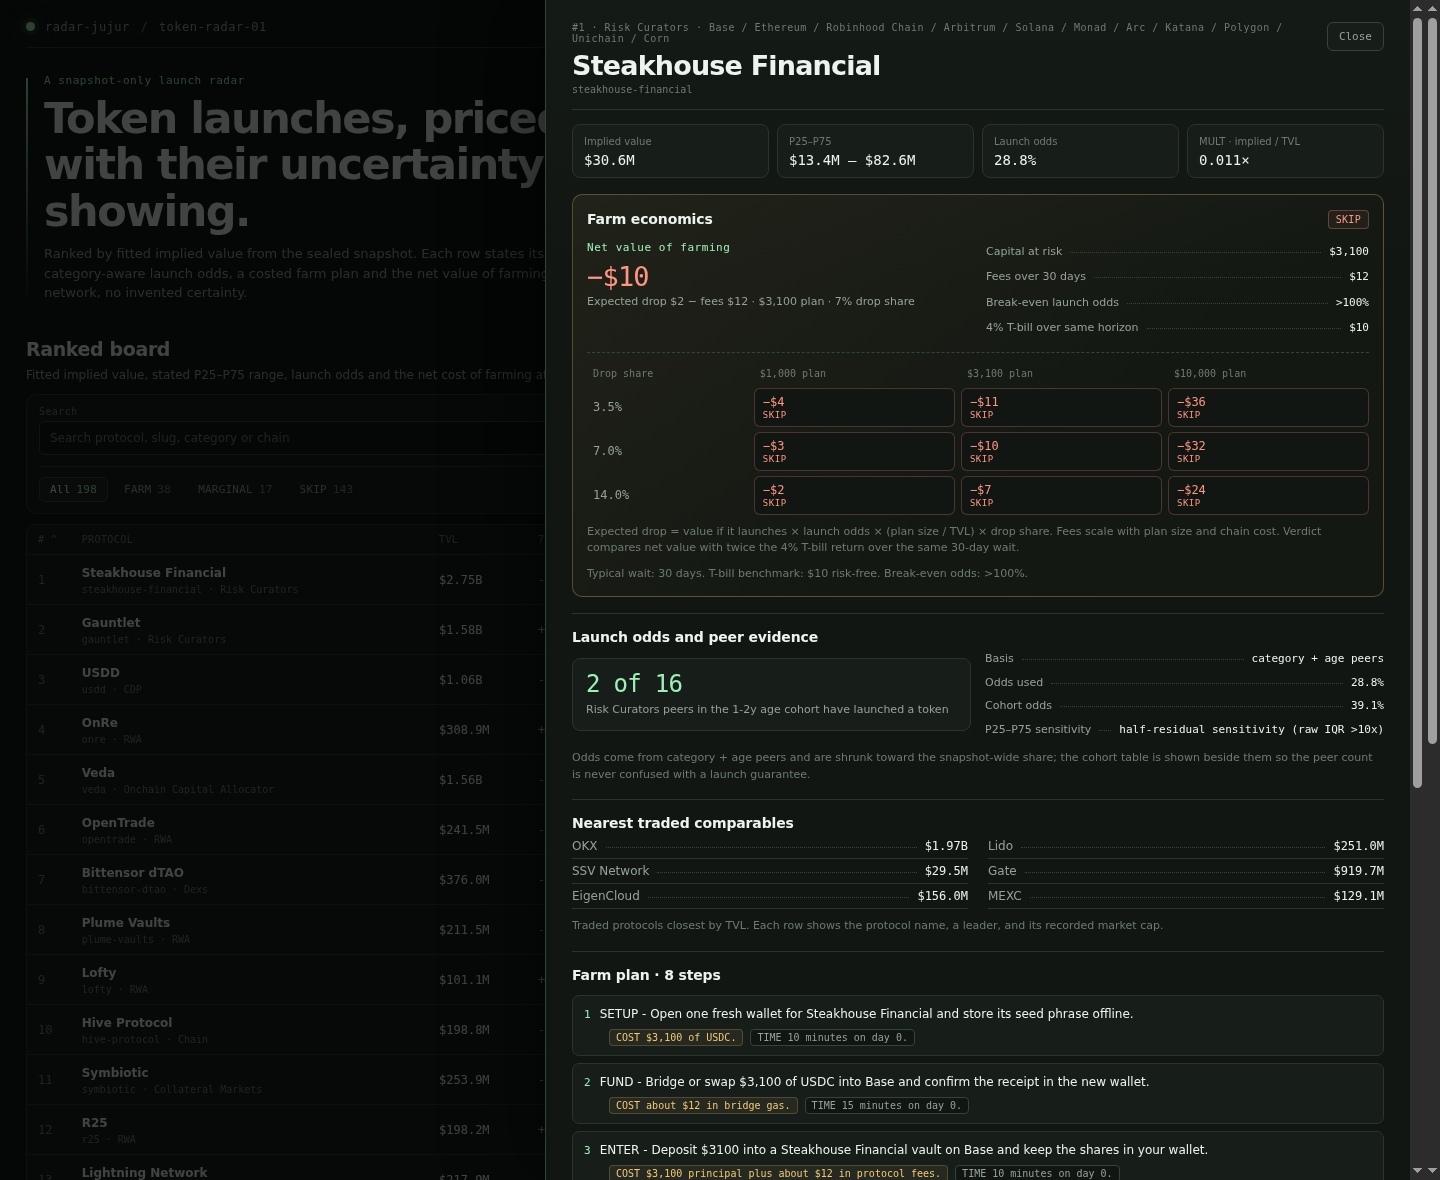 radar-jujur / token-radar-01
A snapshot-only launch radar
Token launches, priced
with their uncertainty
showing.
Ranked by fitted implied value from the sealed snapshot. Each row states its
category-aware launch odds, a costed farm plan and the net value of farming
network, no invented certainty.
Ranked board
Fitted implied value, stated P25–P75 range, launch odds and the net cost of farming at
Search
Search protocol, slug, category or chain
All 198 FARM 38 MARGINAL 17 SKIP 143
# ^ PROTOCOL TVL 7
1 Steakhouse Financial $2.75B -
steakhouse-financial · Risk Curators
2 Gauntlet $1.58B +
gauntlet · Risk Curators
3 USDD $1.06B -
usdd · CDP
4 OnRe $308.9M +
onre · RWA
5 Veda $1.56B -
veda · Onchain Capital Allocator
6 OpenTrade $241.5M -
opentrade · RWA
7 Bittensor dTAO $376.0M -
bittensor-dtao · Dexs
8 Plume Vaults $211.5M -
plume-vaults · RWA
9 Lofty $101.1M +
lofty · RWA
10 Hive Protocol $198.8M -
hive-protocol · Chain
11 Symbiotic $253.9M -
symbiotic · Collateral Markets
12 R25 $198.2M +
r25 · RWA
13 Lightning Network $217.9M
#1 · Risk Curators · Base / Ethereum / Robinhood Chain / Arbitrum / Solana / Monad / Arc / Katana / Polygon /
Unichain / Corn
Close
Steakhouse Financial
steakhouse-financial
Implied value P25–P75 Launch odds MULT · implied / TVL
$30.6M $13.4M — $82.6M 28.8% 0.011×
Farm economics SKIP
Net value of farming
−$10
Expected drop $2 − fees $12 · $3,100 plan · 7% drop share
Capital at risk $3,100
Fees over 30 days $12
Break-even launch odds >100%
4% T-bill over same horizon $10
Drop share $1,000 plan $3,100 plan $10,000 plan
3.5% −$4 SKIP −$11 SKIP −$36 SKIP
7.0% −$3 SKIP −$10 SKIP −$32 SKIP
14.0% −$2 SKIP −$7 SKIP −$24 SKIP
Expected drop = value if it launches × launch odds × (plan size / TVL) × drop share. Fees scale with plan size and chain cost. Verdict
compares net value with twice the 4% T-bill return over the same 30-day wait.
Typical wait: 30 days. T-bill benchmark: $10 risk-free. Break-even odds: >100%.
Launch odds and peer evidence
2 of 16
Risk Curators peers in the 1-2y age cohort have launched a token
Basis category + age peers
Odds used 28.8%
Cohort odds 39.1%
P25–P75 sensitivity half-residual sensitivity (raw IQR >10x)
Odds come from category + age peers and are shrunk toward the snapshot-wide share; the cohort table is shown beside them so the peer count
is never confused with a launch guarantee.
Nearest traded comparables
OKX $1.97B Lido $251.0M
SSV Network $29.5M Gate $919.7M
EigenCloud $156.0M MEXC $129.1M
Traded protocols closest by TVL. Each row shows the protocol name, a leader, and its recorded market cap.
Farm plan · 8 steps
1 SETUP - Open one fresh wallet for Steakhouse Financial and store its seed phrase offline.
COST $3,100 of USDC. TIME 10 minutes on day 0.
2 FUND - Bridge or swap $3,100 of USDC into Base and confirm the receipt in the new wallet.
COST about $12 in bridge gas. TIME 15 minutes on day 0.
3 ENTER - Deposit $3100 into a Steakhouse Financial vault on Base and keep the shares in your wallet.
COST $3,100 principal plus about $12 in protocol fees. TIME 10 minutes on day 0.